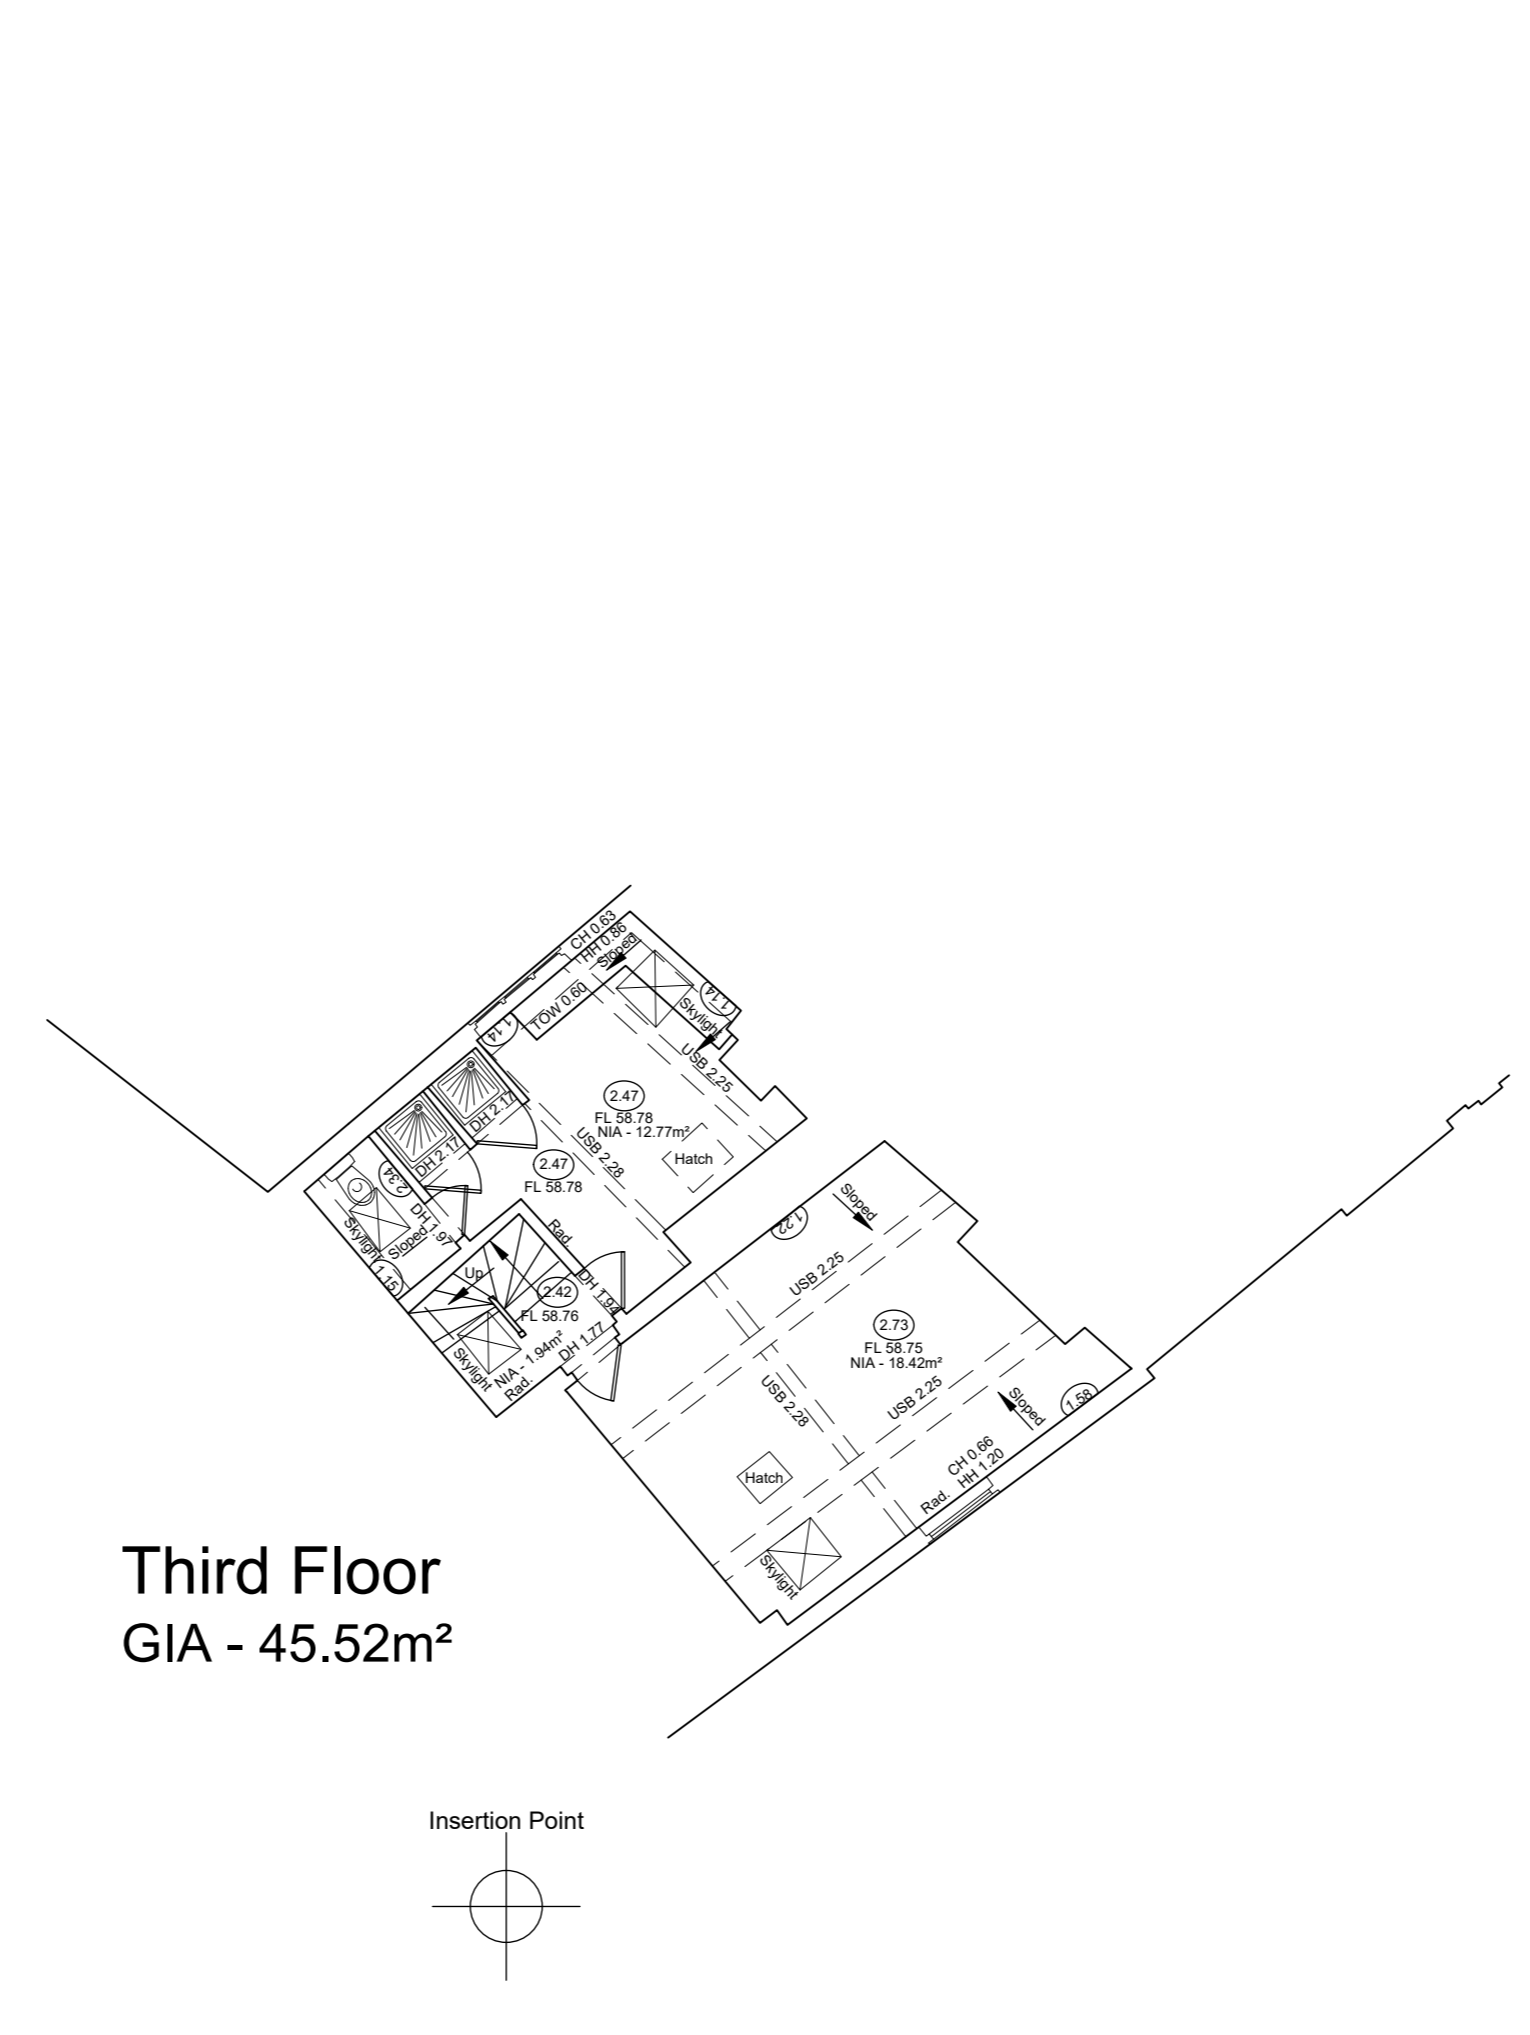 CH 0.63
HH 0.86
Sloped
TOW 0.60
1.14
1.14
Skylight
USB 2.25
2.47
FL 58.78
NIA - 12.77m²
Hatch
DH 2.17
DH 2.17
USB 2.28
2.47
FL 58.78
2.34
C
DH 1.97
Skylight
Sloped
1.15
Rad.
Up
DH 1.94
2.42
FL 58.76
NIA - 1.94m²
DH 1.77
Rad.
Skylight
Sloped
1.22
USB 2.25
2.73
FL 58.75
NIA - 18.42m²
USB 2.28
USB 2.25
Sloped
1.58
CH 0.66
HH 1.20
Rad.
Hatch
Skylight
Third Floor
GIA - 45.52m²
Insertion Point